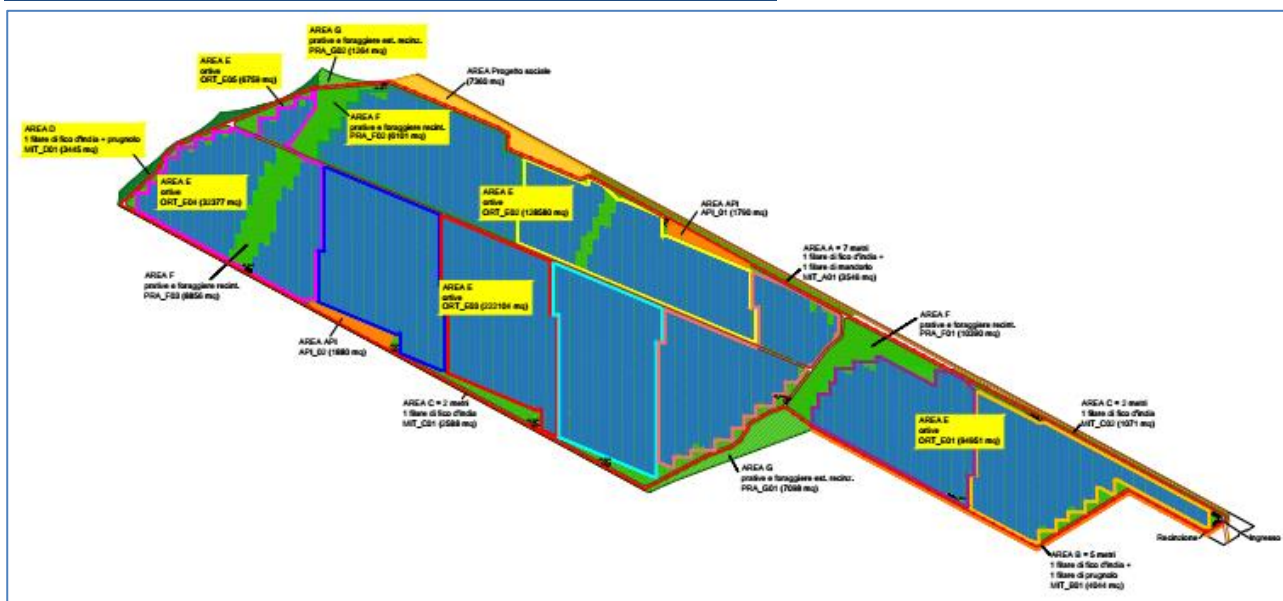 AREA G
prative e foraggiere est. recinz.
PRA_G02 (1264 mq)
AREA E
ortive
ORT_E05 (6759 mq)
AREA Progetto sociale
(7360 mq)
AREA D
1 filare di fico d'india + prugnolo
MIT_D01 (3445 mq)
AREA F
prative e foraggiere recint.
PRA_F02 (6101 mq)
AREA E
ortive
ORT_E04 (32377 mq)
AREA E
ortive
ORT_E02 (128580 mq)
AREA API
API_01 (1790 mq)
AREA A = 7 metri
1 filare di fico d'india +
1 filare di mandorlo
MIT_A01 (3546 mq)
AREA F
prative e foraggiere recint.
PRA_F03 (8856 mq)
AREA E
ortive
ORT_E03 (222104 mq)
AREA F
prative e foraggiere recint.
PRA_F01 (10390 mq)
AREA API
API_02 (1880 mq)
AREA C = 2 metri
1 filare di fico d'india
MIT_C01 (2588 mq)
AREA C = 2 metri
1 filare di fico d'india
MIT_C02 (1071 mq)
AREA E
ortive
ORT_E01 (94951 mq)
AREA G
prative e foraggiere est. recinz.
PRA_G01 (7098 mq)
Recinzione
Ingresso
AREA B = 5 metri
1 filare di fico d'india +
1 filare di prugnolo
MIT_B01 (4044 mq)